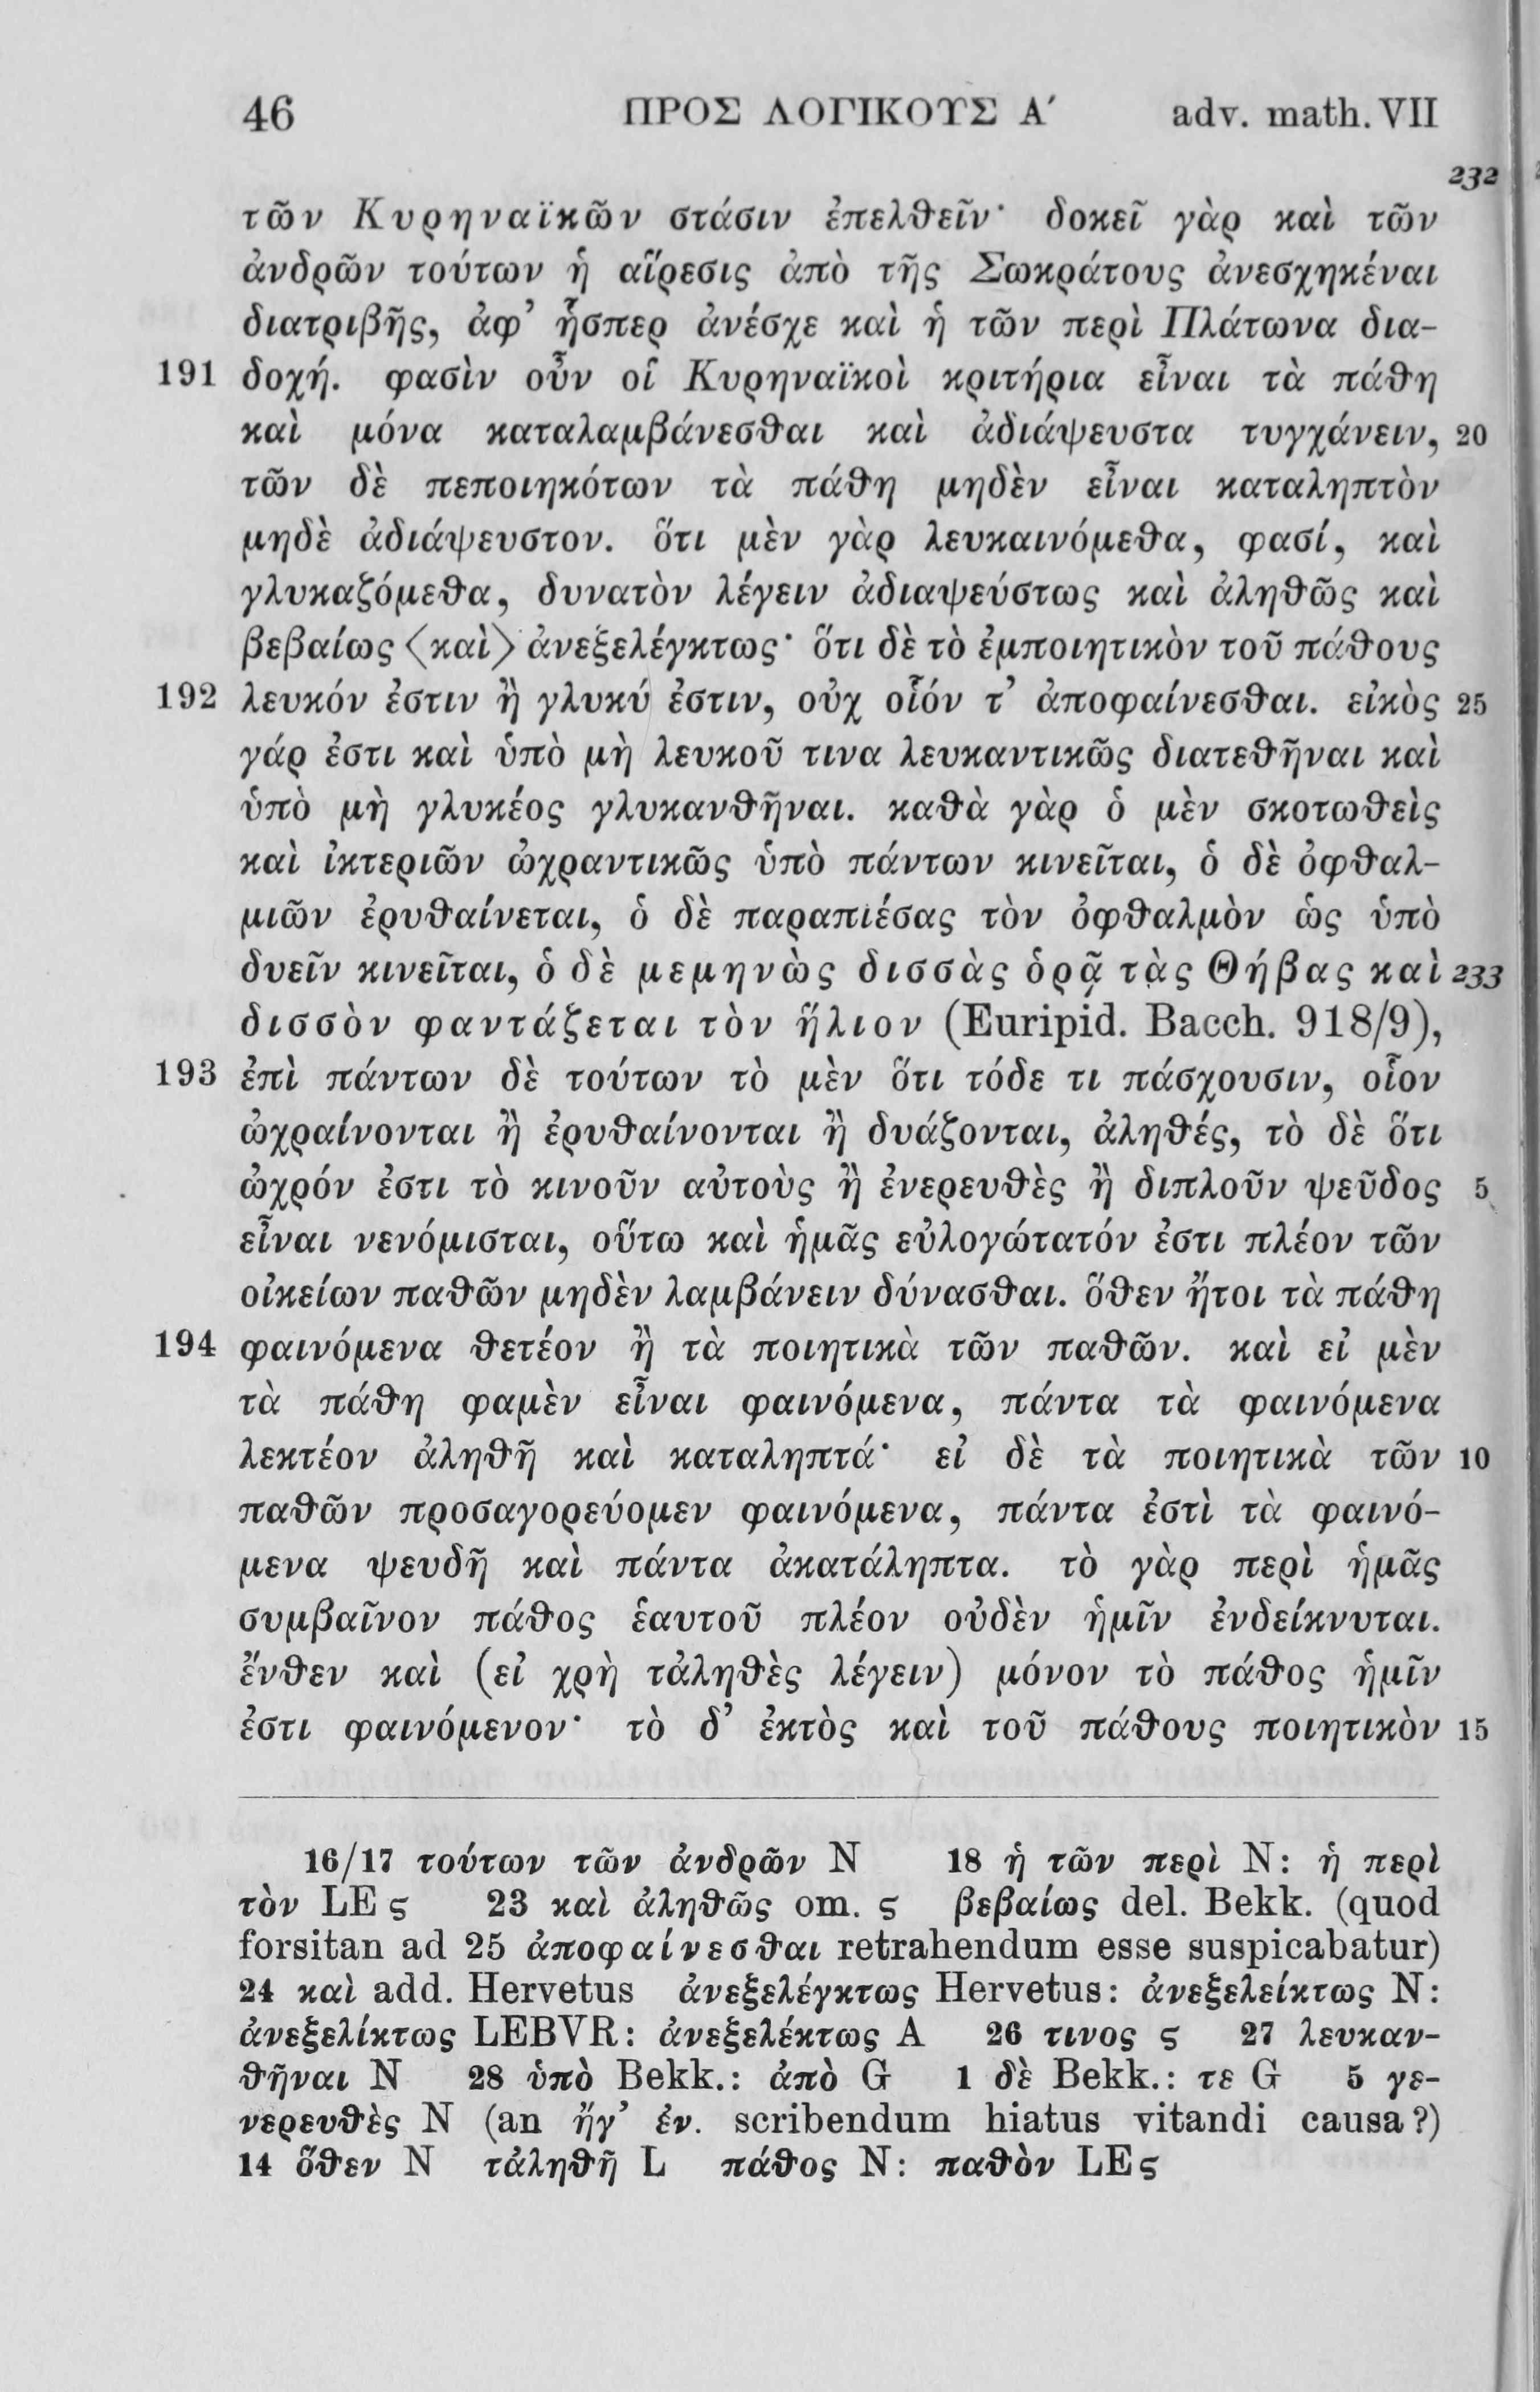 46 ΠΡΟΣ ΛΟΓΙΚΟΥΣ Α´ adv. math. VII
232
τῶν Κυρηναϊκῶν στάσιν ἐπελθεῖν· δοκεῖ γὰρ καὶ τῶν
ἀνδρῶν τούτων ἡ αἵρεσις ἀπὸ τῆς Σωκράτους ἀνεσχηκέναι
διατριβῆς, ἀφ’ ἧσπερ ἀνέσχε καὶ ἡ τῶν περὶ Πλάτωνα δια-
191 δοχή. φασὶν οὖν οἱ Κυρηναϊκοὶ κριτήρια εἶναι τὰ πάθη
καὶ μόνα καταλαμβάνεσθαι καὶ ἀδιάψευστα τυγχάνειν, 20
τῶν δὲ πεποιηκότων τὰ πάθη μηδὲν εἶναι καταληπτὸν
μηδὲ ἀδιάψευστον. ὅτι μὲν γὰρ λευκαινόμεθα, φασί, καὶ
γλυκαζόμεθα, δυνατὸν λέγειν ἀδιαψεύστως καὶ ἀληθῶς καὶ
βεβαίως ⟨καὶ⟩ ἀνεξελέγκτως· ὅτι δὲ τὸ ἐμποιητικὸν τοῦ πάθους
192 λευκόν ἐστιν ἢ γλυκύ ἐστιν, οὐχ οἷόν τ’ ἀποφαίνεσθαι. εἰκὸς 25
γάρ ἐστι καὶ ὑπὸ μὴ λευκοῦ τινα λευκαντικῶς διατεθῆναι καὶ
ὑπὸ μὴ γλυκέος γλυκανθῆναι. καθὰ γὰρ ὁ μὲν σκοτωθεὶς
καὶ ἰκτεριῶν ὠχραντικῶς ὑπὸ πάντων κινεῖται, ὁ δὲ ὀφθαλ-
μιῶν ἐρυθαίνεται, ὁ δὲ παραπιέσας τὸν ὀφθαλμὸν ὡς ὑπὸ
δυεῖν κινεῖται, ὁ δὲ μεμηνὼς δισσὰς ὁρᾷ τὰς Θήβας καὶ 233
δισσὸν φαντάζεται τὸν ἥλιον (Euripid. Bacch. 918/9),
193 ἐπὶ πάντων δὲ τούτων τὸ μὲν ὅτι τόδε τι πάσχουσιν, οἷον
ὠχραίνονται ἢ ἐρυθαίνονται ἢ δυάζονται, ἀληθές, τὸ δὲ ὅτι
ὠχρόν ἐστι τὸ κινοῦν αὐτοὺς ἢ ἐνερευθὲς ἢ διπλοῦν ψεῦδος 5
εἶναι νενόμισται, οὕτω καὶ ἡμᾶς εὐλογώτατόν ἐστι πλέον τῶν
οἰκείων παθῶν μηδὲν λαμβάνειν δύνασθαι. ὅθεν ἤτοι τὰ πάθη
194 φαινόμενα θετέον ἢ τὰ ποιητικὰ τῶν παθῶν. καὶ εἰ μὲν
τὰ πάθη φαμὲν εἶναι φαινόμενα, πάντα τὰ φαινόμενα
λεκτέον ἀληθῆ καὶ καταληπτά· εἰ δὲ τὰ ποιητικὰ τῶν 10
παθῶν προσαγορεύομεν φαινόμενα, πάντα ἐστὶ τὰ φαινό-
μενα ψευδῆ καὶ πάντα ἀκατάληπτα. τὸ γὰρ περὶ ἡμᾶς
συμβαῖνον πάθος ἑαυτοῦ πλέον οὐδὲν ἡμῖν ἐνδείκνυται.
ἔνθεν καὶ (εἰ χρὴ τἀληθὲς λέγειν) μόνον τὸ πάθος ἡμῖν
ἐστι φαινόμενον· τὸ δ’ ἐκτὸς καὶ τοῦ πάθους ποιητικὸν 15
16/17 τούτων τῶν ἀνδρῶν N 18 ἡ τῶν περὶ N: ἡ περὶ
τὸν LE ς 23 καὶ ἀληθῶς om. ς βεβαίως del. Bekk. (quod
forsitan ad 25 ἀποφαίνεσθαι retrahendum esse suspicabatur)
24 καὶ add. Hervetus ἀνεξελέγκτως Hervetus: ἀνεξελείκτως N:
ἀνεξελίκτως LEBVR: ἀνεξελέκτως A 26 τινος ς 27 λευκαν-
θῆναι N 28 ὑπὸ Bekk.: ἀπὸ G 1 δὲ Bekk.: τε G 5 γε-
νερευθὲς N (an ἤγ’ ἐν. scribendum hiatus vitandi causa?)
14 ὅθεν N τἀληθῆ L πάθος N: παθὸν LEς